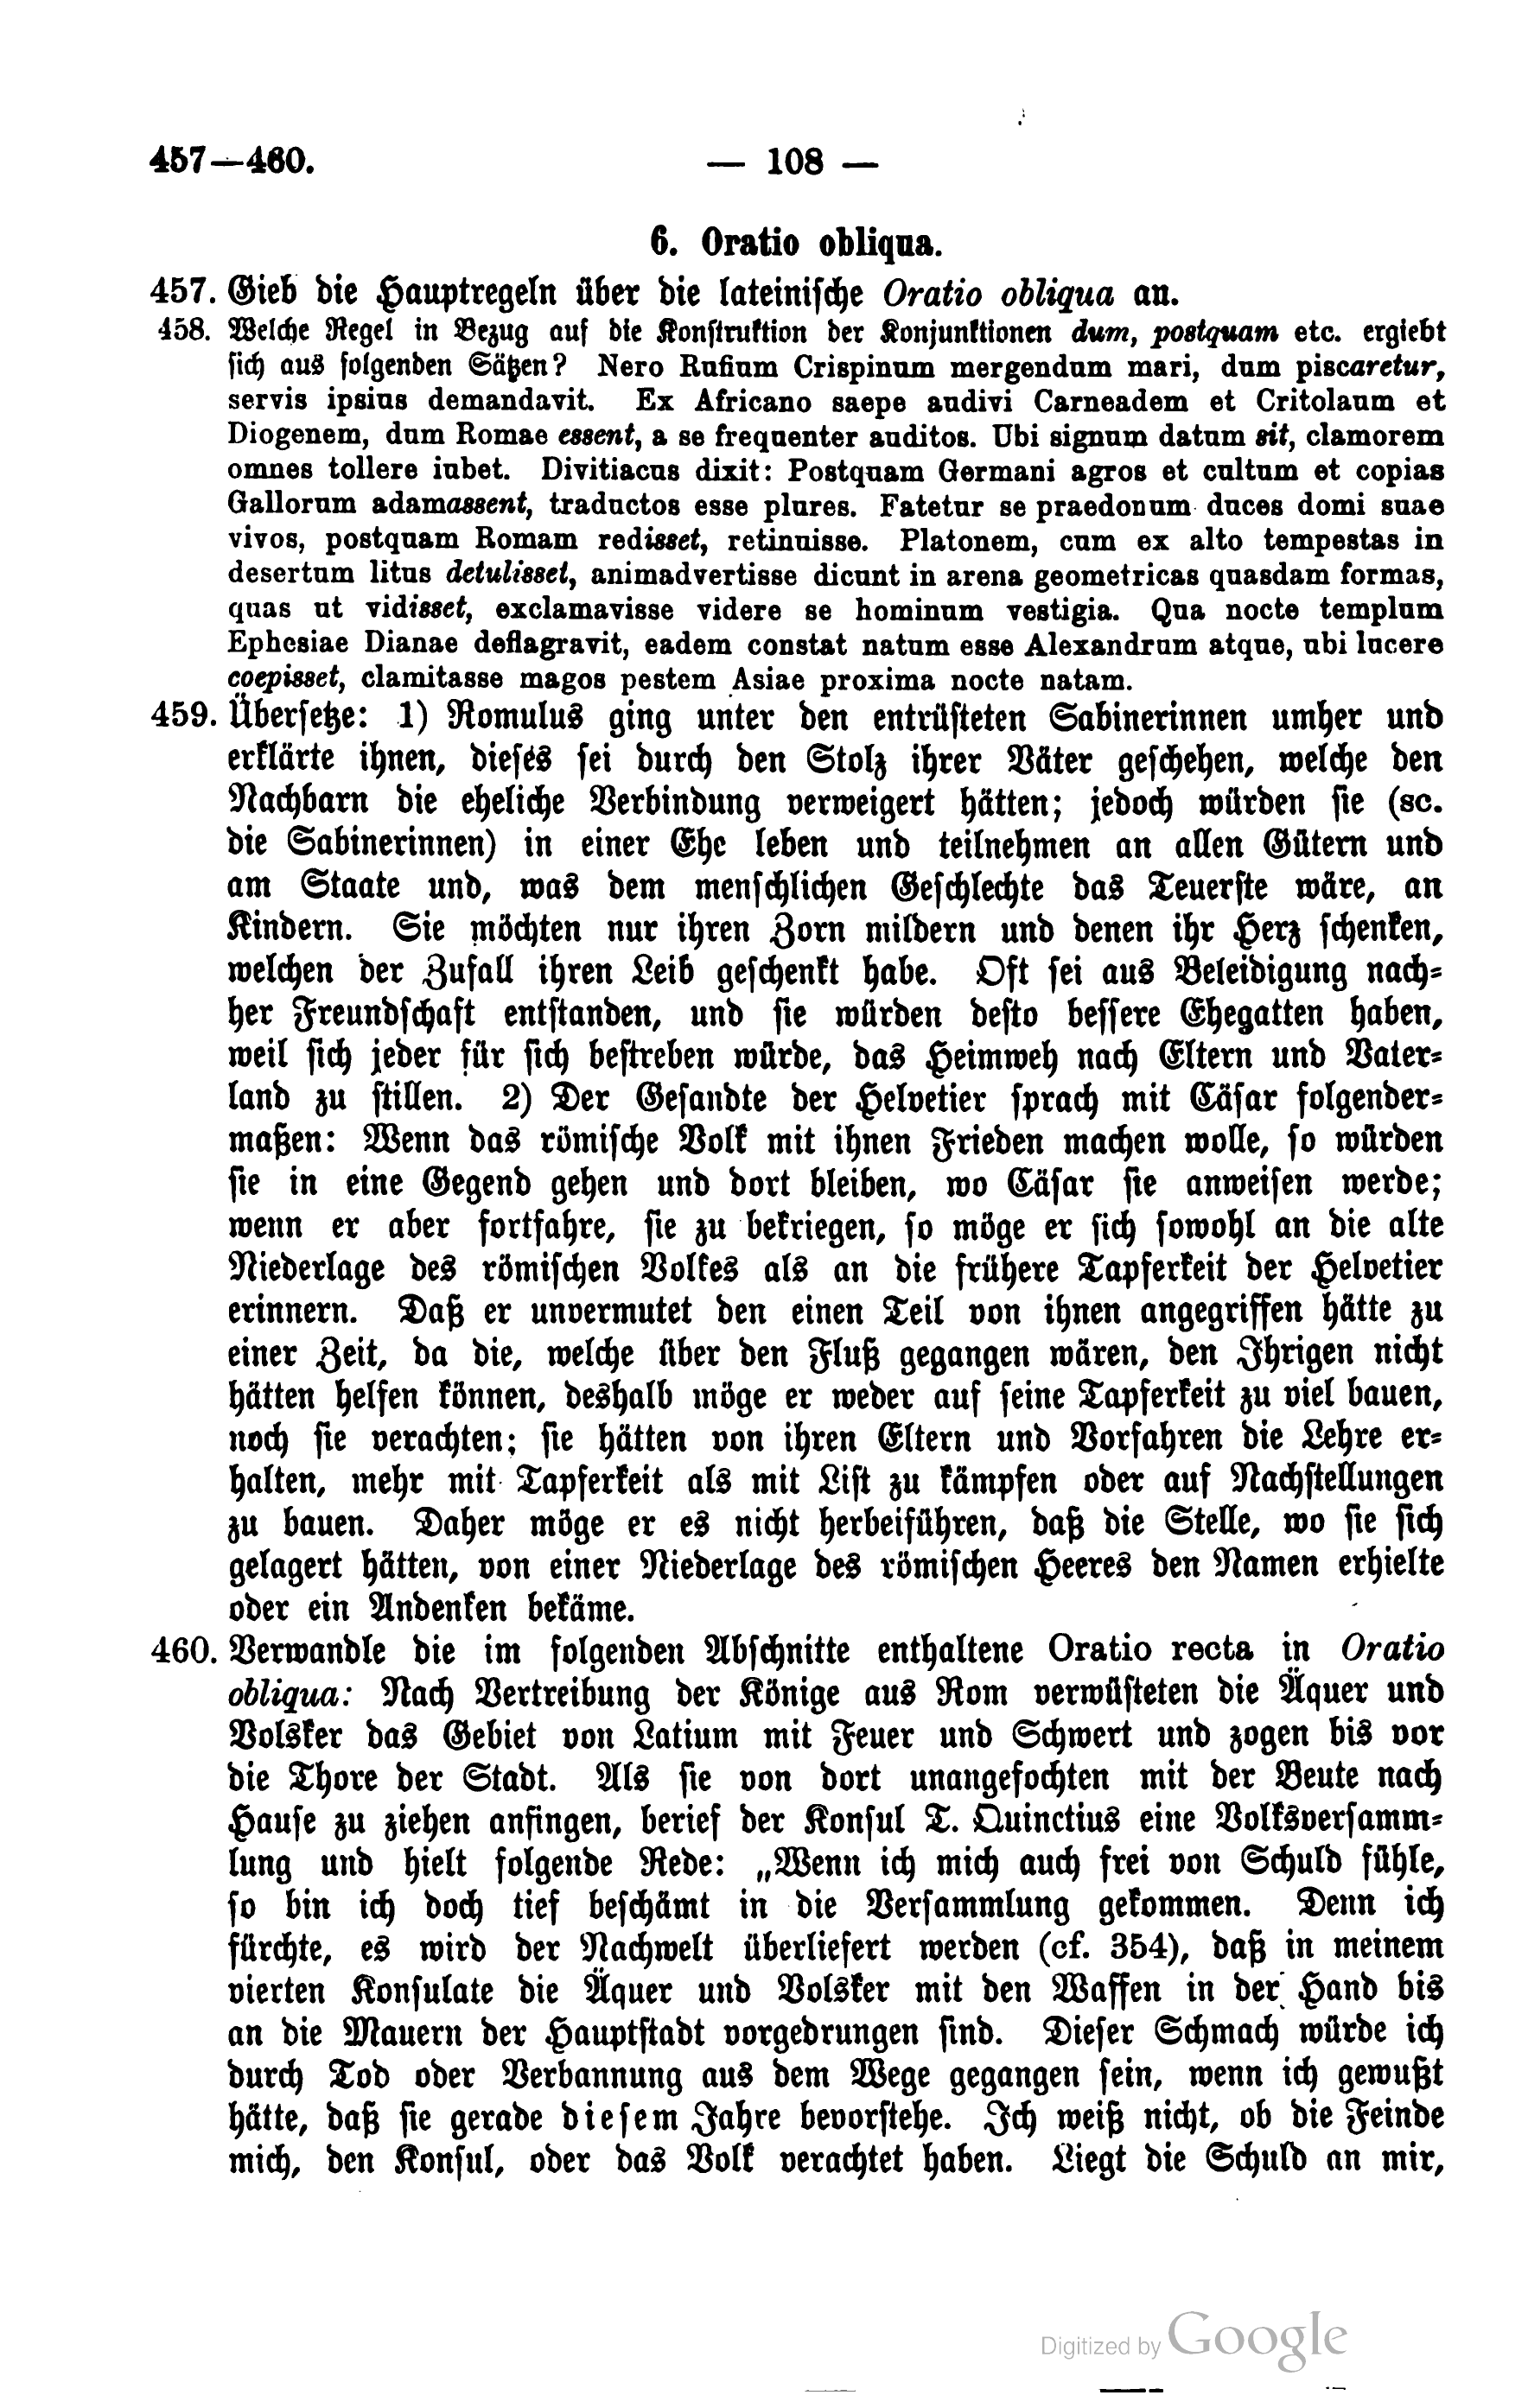 457—460.
— 108 —
6. Oratio obliqua.
457. Gieb die Hauptregeln über die lateinische Oratio obliqua an.
458. Welche Regel in Bezug auf die Konstruktion der Konjunktionen dum, postquam etc. ergiebt
sich aus folgenden Sätzen? Nero Rufium Crispinum mergendum mari, dum piscaretur,
servis ipsius demandavit. Ex Africano saepe audivi Carneadem et Critolaum et
Diogenem, dum Romae essent, a se frequenter auditos. Ubi signum datum sit, clamorem
omnes tollere iubet. Divitiacus dixit: Postquam Germani agros et cultum et copias
Gallorum adamassent, traductos esse plures. Fatetur se praedonum duces domi suae
vivos, postquam Romam redisset, retinuisse. Platonem, cum ex alto tempestas in
desertum litus detulisset, animadvertisse dicunt in arena geometricas quasdam formas,
quas ut vidisset, exclamavisse videre se hominum vestigia. Qua nocte templum
Ephesiae Dianae deflagravit, eadem constat natum esse Alexandrum atque, ubi lucere
coepisset, clamitasse magos pestem Asiae proxima nocte natam.
459. Übersetze: 1) Romulus ging unter den entrüsteten Sabinerinnen umher und
erklärte ihnen, dieses sei durch den Stolz ihrer Väter geschehen, welche den
Nachbarn die eheliche Verbindung verweigert hätten; jedoch würden sie (sc.
die Sabinerinnen) in einer Ehe leben und teilnehmen an allen Gütern und
am Staate und, was dem menschlichen Geschlechte das Teuerste wäre, an
Kindern. Sie möchten nur ihren Zorn mildern und denen ihr Herz schenken,
welchen der Zufall ihren Leib geschenkt habe. Oft sei aus Beleidigung nach-
her Freundschaft entstanden, und sie würden desto bessere Ehegatten haben,
weil sich jeder für sich bestreben würde, das Heimweh nach Eltern und Vater-
land zu stillen. 2) Der Gesandte der Helvetier sprach mit Cäsar folgender-
maßen: Wenn das römische Volk mit ihnen Frieden machen wolle, so würden
sie in eine Gegend gehen und dort bleiben, wo Cäsar sie anweisen werde;
wenn er aber fortfahre, sie zu bekriegen, so möge er sich sowohl an die alte
Niederlage des römischen Volkes als an die frühere Tapferkeit der Helvetier
erinnern. Daß er unvermutet den einen Teil von ihnen angegriffen hätte zu
einer Zeit, da die, welche über den Fluß gegangen wären, den Ihrigen nicht
hätten helfen können, deshalb möge er weder auf seine Tapferkeit zu viel bauen,
noch sie verachten; sie hätten von ihren Eltern und Vorfahren die Lehre er-
halten, mehr mit Tapferkeit als mit List zu kämpfen oder auf Nachstellungen
zu bauen. Daher möge er es nicht herbeiführen, daß die Stelle, wo sie sich
gelagert hätten, von einer Niederlage des römischen Heeres den Namen erhielte
oder ein Andenken bekäme.
460. Verwandle die im folgenden Abschnitte enthaltene Oratio recta in Oratio
obliqua: Nach Vertreibung der Könige aus Rom verwüsteten die Äquer und
Volsker das Gebiet von Latium mit Feuer und Schwert und zogen bis vor
die Thore der Stadt. Als sie von dort unangefochten mit der Beute nach
Hause zu ziehen anfingen, berief der Konsul T. Quinctius eine Volksversamm-
lung und hielt folgende Rede: „Wenn ich mich auch frei von Schuld fühle,
so bin ich doch tief beschämt in die Versammlung gekommen. Denn ich
fürchte, es wird der Nachwelt überliefert werden (cf. 354), daß in meinem
vierten Konsulate die Äquer und Volsker mit den Waffen in der Hand bis
an die Mauern der Hauptstadt vorgedrungen sind. Dieser Schmach würde ich
durch Tod oder Verbannung aus dem Wege gegangen sein, wenn ich gewußt
hätte, daß sie gerade diesem Jahre bevorstehe. Ich weiß nicht, ob die Feinde
mich, den Konsul, oder das Volk verachtet haben. Liegt die Schuld an mir,
Digitized by Google